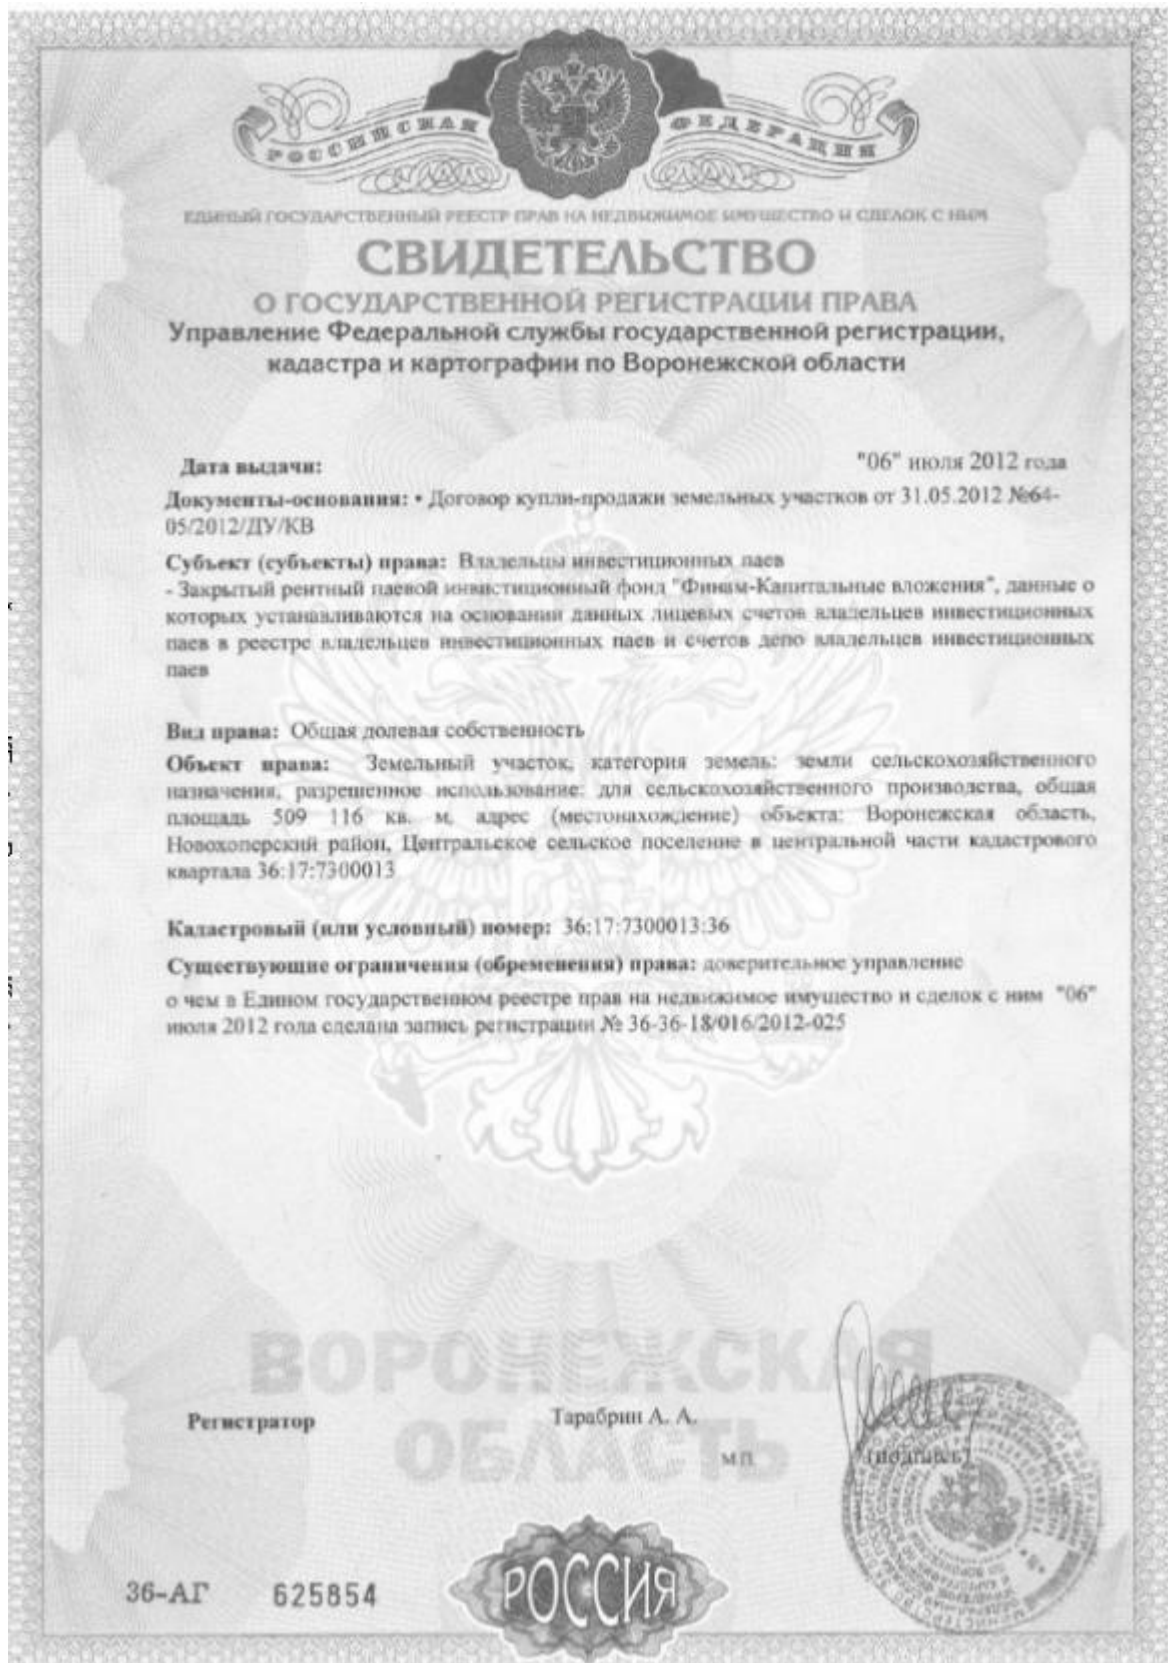 РОССИЙСКАЯ ФЕДЕРАЦИЯ
ЕДИНЫЙ ГОСУДАРСТВЕННЫЙ РЕЕСТР ПРАВ НА НЕДВИЖИМОЕ ИМУЩЕСТВО И СДЕЛОК С НИМ
СВИДЕТЕЛЬСТВО
О ГОСУДАРСТВЕННОЙ РЕГИСТРАЦИИ ПРАВА
Управление Федеральной службы государственной регистрации,
кадастра и картографии по Воронежской области
Дата выдачи: "06" июля 2012 года
Документы-основания: • Договор купли-продажи земельных участков от 31.05.2012 №64-
05/2012/ДУ/КВ
Субъект (субъекты) права: Владельцы инвестиционных паев
- Закрытый рентный паевой инвестиционный фонд "Финам-Капитальные вложения", данные о
которых устанавливаются на основании данных лицевых счетов владельцев инвестиционных
паев в реестре владельцев инвестиционных паев и счетов депо владельцев инвестиционных
паев
Вид права: Общая долевая собственность
Объект права: Земельный участок, категория земель: земли сельскохозяйственного
назначения, разрешенное использование: для сельскохозяйственного производства, общая
площадь 509 116 кв. м, адрес (местонахождение) объекта: Воронежская область,
Новохоперский район, Центральское сельское поселение в центральной части кадастрового
квартала 36:17:7300013
Кадастровый (или условный) номер: 36:17:7300013:36
Существующие ограничения (обременения) права: доверительное управление
о чем в Едином государственном реестре прав на недвижимое имущество и сделок с ним "06"
июля 2012 года сделана запись регистрации № 36-36-18/016/2012-025
ВОРОНЕЖСКАЯ
ОБЛАСТЬ
Регистратор Тарабрин А. А.
м.п. (подпись)
36-АГ 625854
РОССИЯ